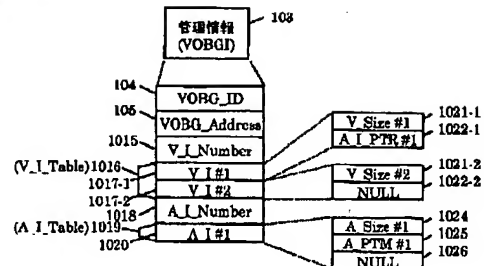 管理情報 103
(VOBGI)
104 VOBG_ID
105 VOBG_Address
1015 V_I_Number
(V_I_Table) 1016
1017-1 V_I#1
1017-2 V_I#2
1018 A_I_Number
(A_I_Table) 1019
1020 A_I#1
V_Size #1 1021-1
A_I_PTR#1 1022-1
V_Size #2 1021-2
NULL 1022-2
A_Size #1 1024
A_PTM #1 1025
NULL 1026